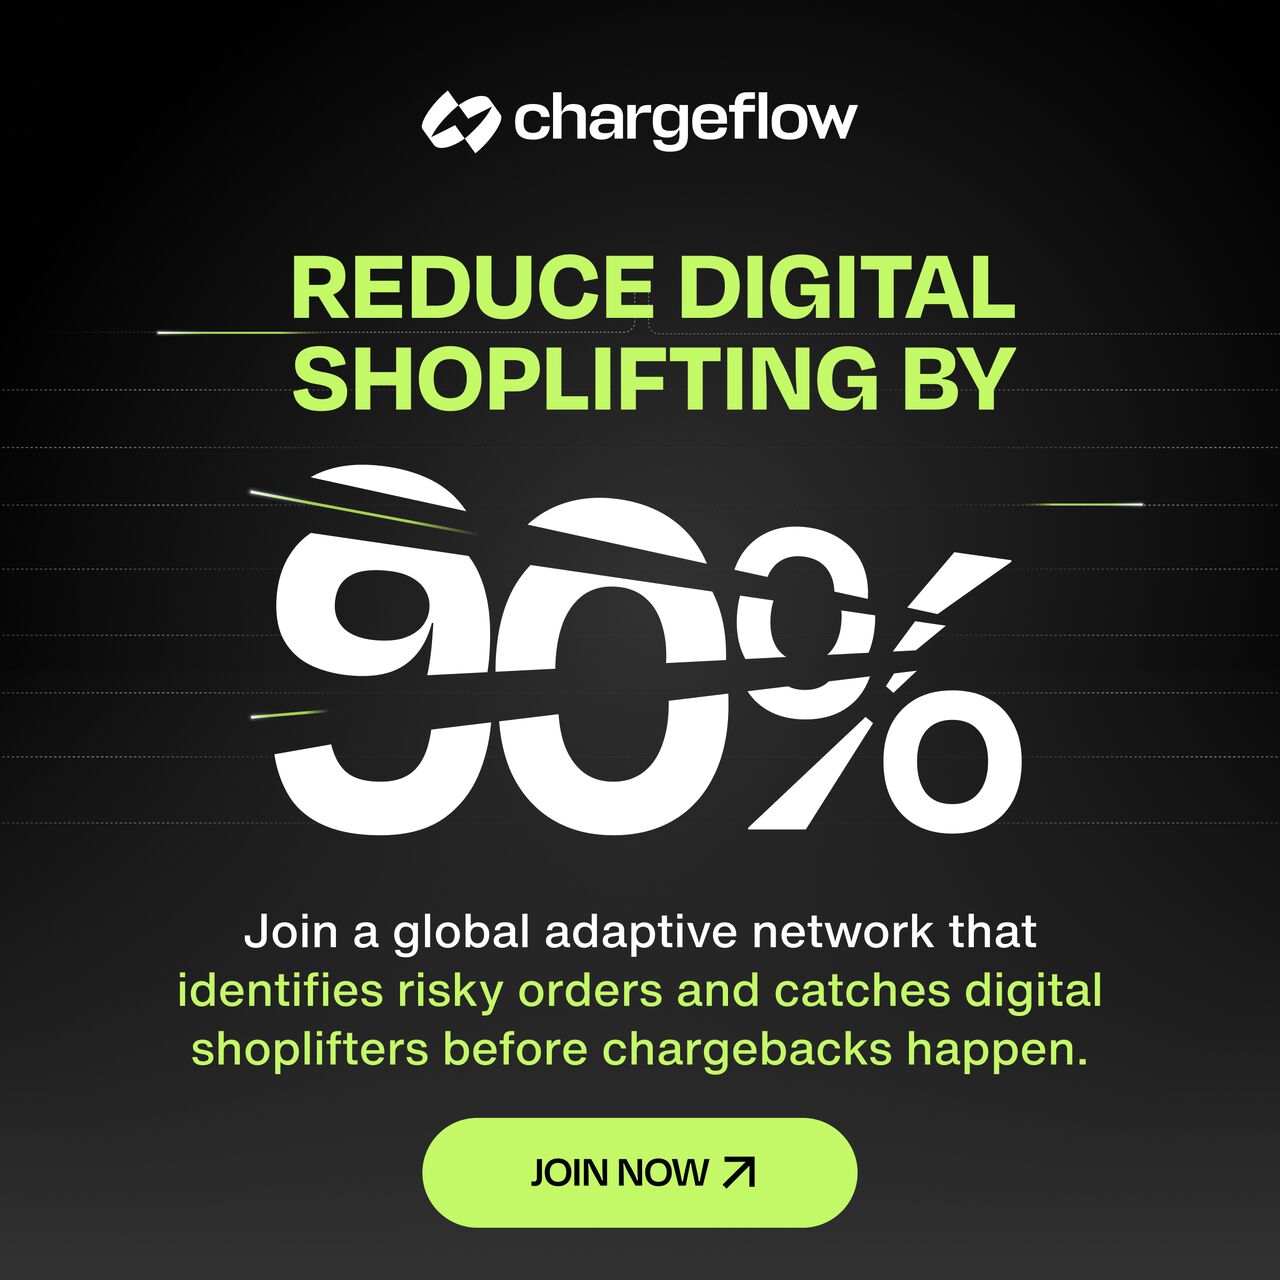 chargeflow
REDUCE DIGITAL
SHOPLIFTING BY
90%
Join a global adaptive network that
identifies risky orders and catches digital
shoplifters before chargebacks happen.
JOIN NOW